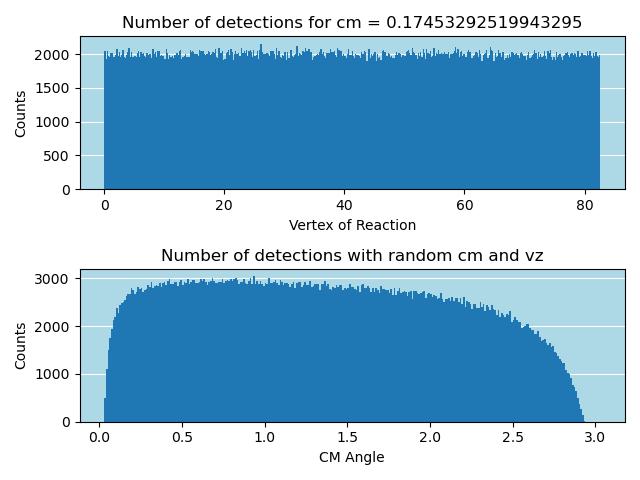 Number of detections for cm = 0.17453292519943295
2000
1500
1000
500
0
Counts
0 20 40 60 80
Vertex of Reaction
Number of detections with random cm and vz
3000
2000
1000
0
Counts
0.0 0.5 1.0 1.5 2.0 2.5 3.0
CM Angle